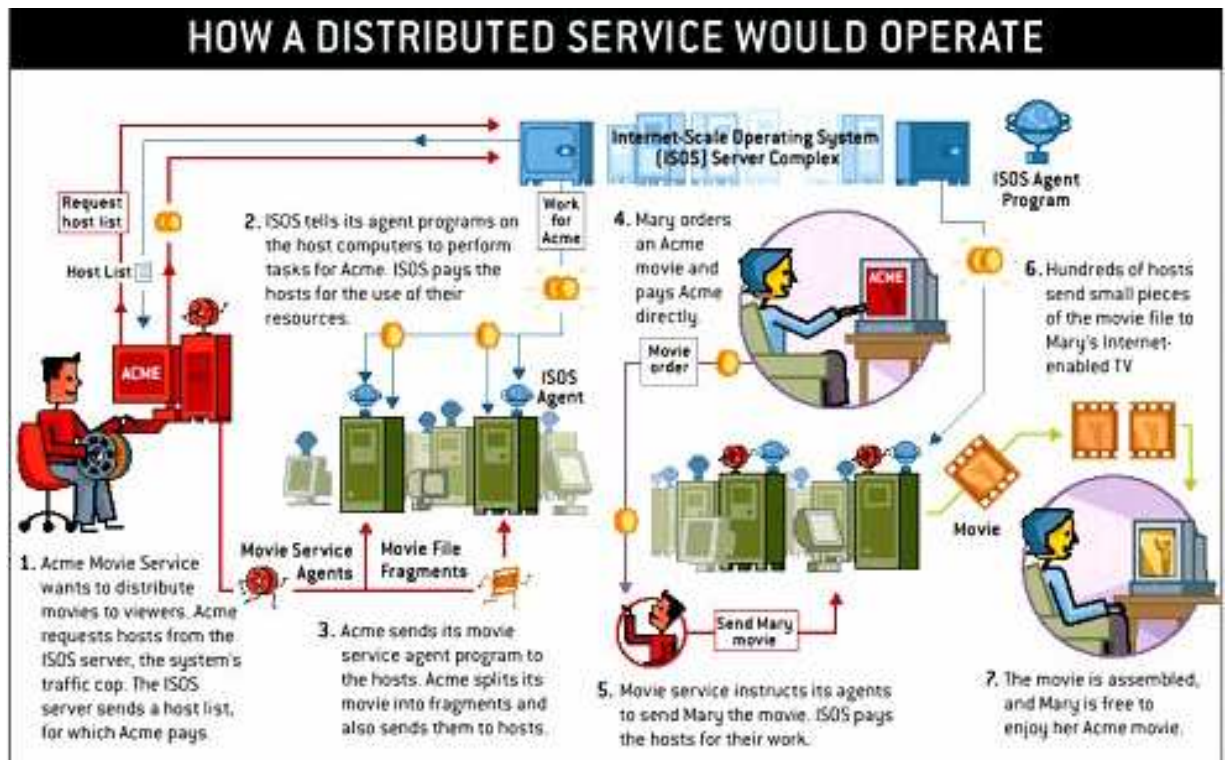 HOW A DISTRIBUTED SERVICE WOULD OPERATE
Internet-Scale Operating System
(ISOS) Server Complex
ISOS Agent
Program
Request
host list
Host List
ACME
2. ISOS tells its agent programs on
the host computers to perform
tasks for Acme. ISOS pays the
hosts for the use of their
resources.
Work
for
Acme
ISOS
Agent
4. Mary orders
an Acme
movie and
pays Acme
directly.
ACME
Movie
order
6. Hundreds of hosts
send small pieces
of the movie file to
Mary's Internet-
enabled TV
Movie
1. Acme Movie Service
wants to distribute
movies to viewers. Acme
requests hosts from the
ISOS server, the system's
traffic cop. The ISOS
server sends a host list,
for which Acme pays
Movie Service
Agents
Movie File
Fragments
3. Acme sends its movie
service agent program to
the hosts. Acme splits its
movie into fragments and
also sends them to hosts.
Send Mary
movie
5. Movie service instructs its agents
to send Mary the movie. ISOS pays
the hosts for their work.
7. The movie is assembled,
and Mary is free to
enjoy her Acme movie.